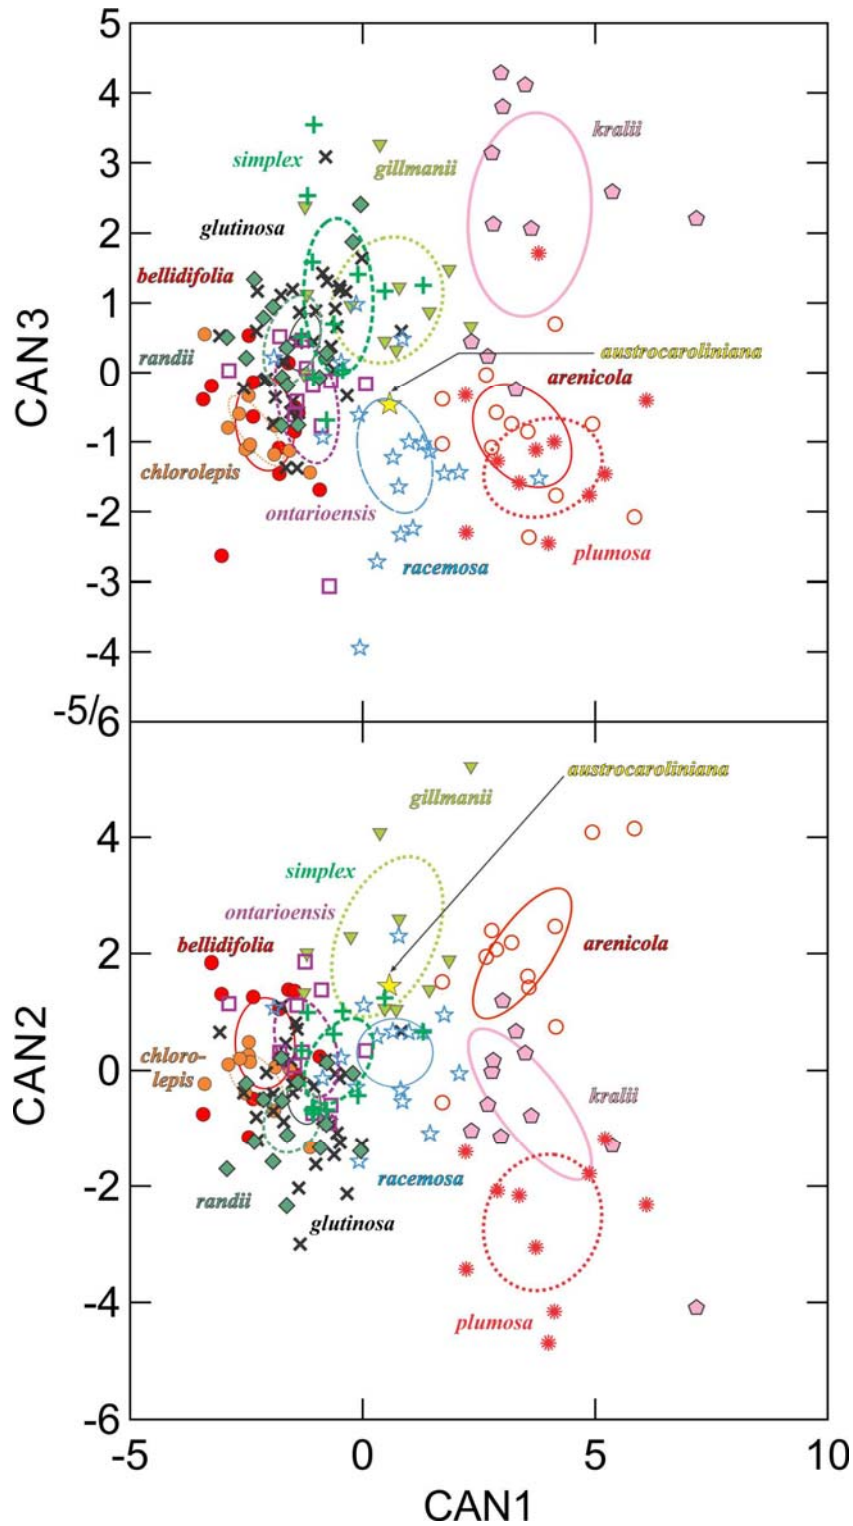 5
4
kralii
3
simplex
gillmanii
2
glutinosa
bellidifolia
1
CAN3
randii
austrocaroliniana
0
arenicola
-1
chlorolepis
ontarioensis
-2
plumosa
racemosa
-3
-4
-5/6
austrocaroliniana
gillmanii
4
simplex
ontarioensis
bellidifolia
arenicola
2
CAN2
chloro-
lepis
0
kralii
racemosa
-2
randii
glutinosa
plumosa
-4
-6
-5 0 5 10
CAN1